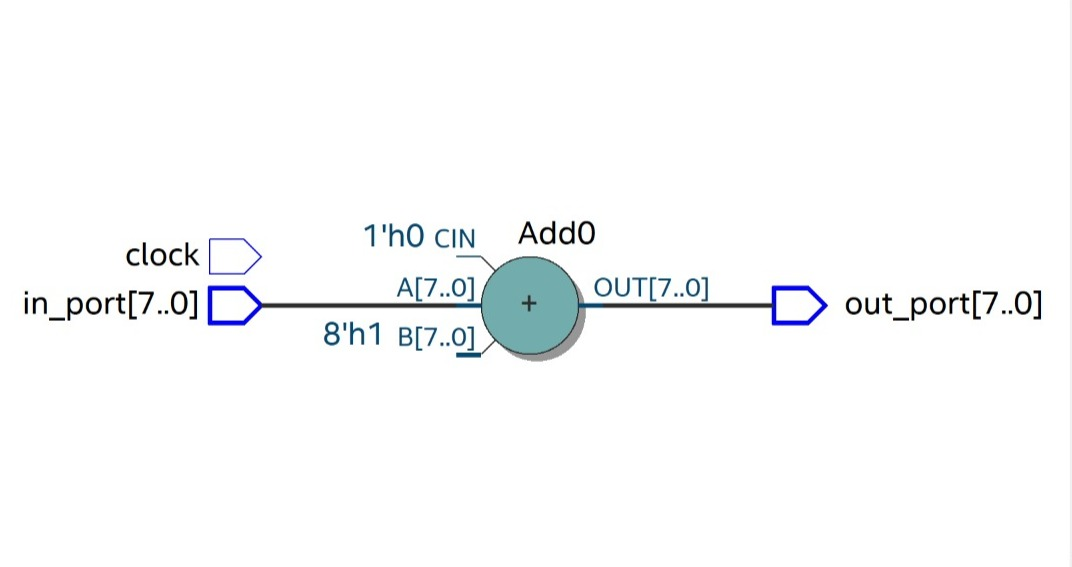 clock
in_port[7..0]
1'h0 CIN
A[7..0]
8'h1 B[7..0]
Add0
+
OUT[7..0]
out_port[7..0]